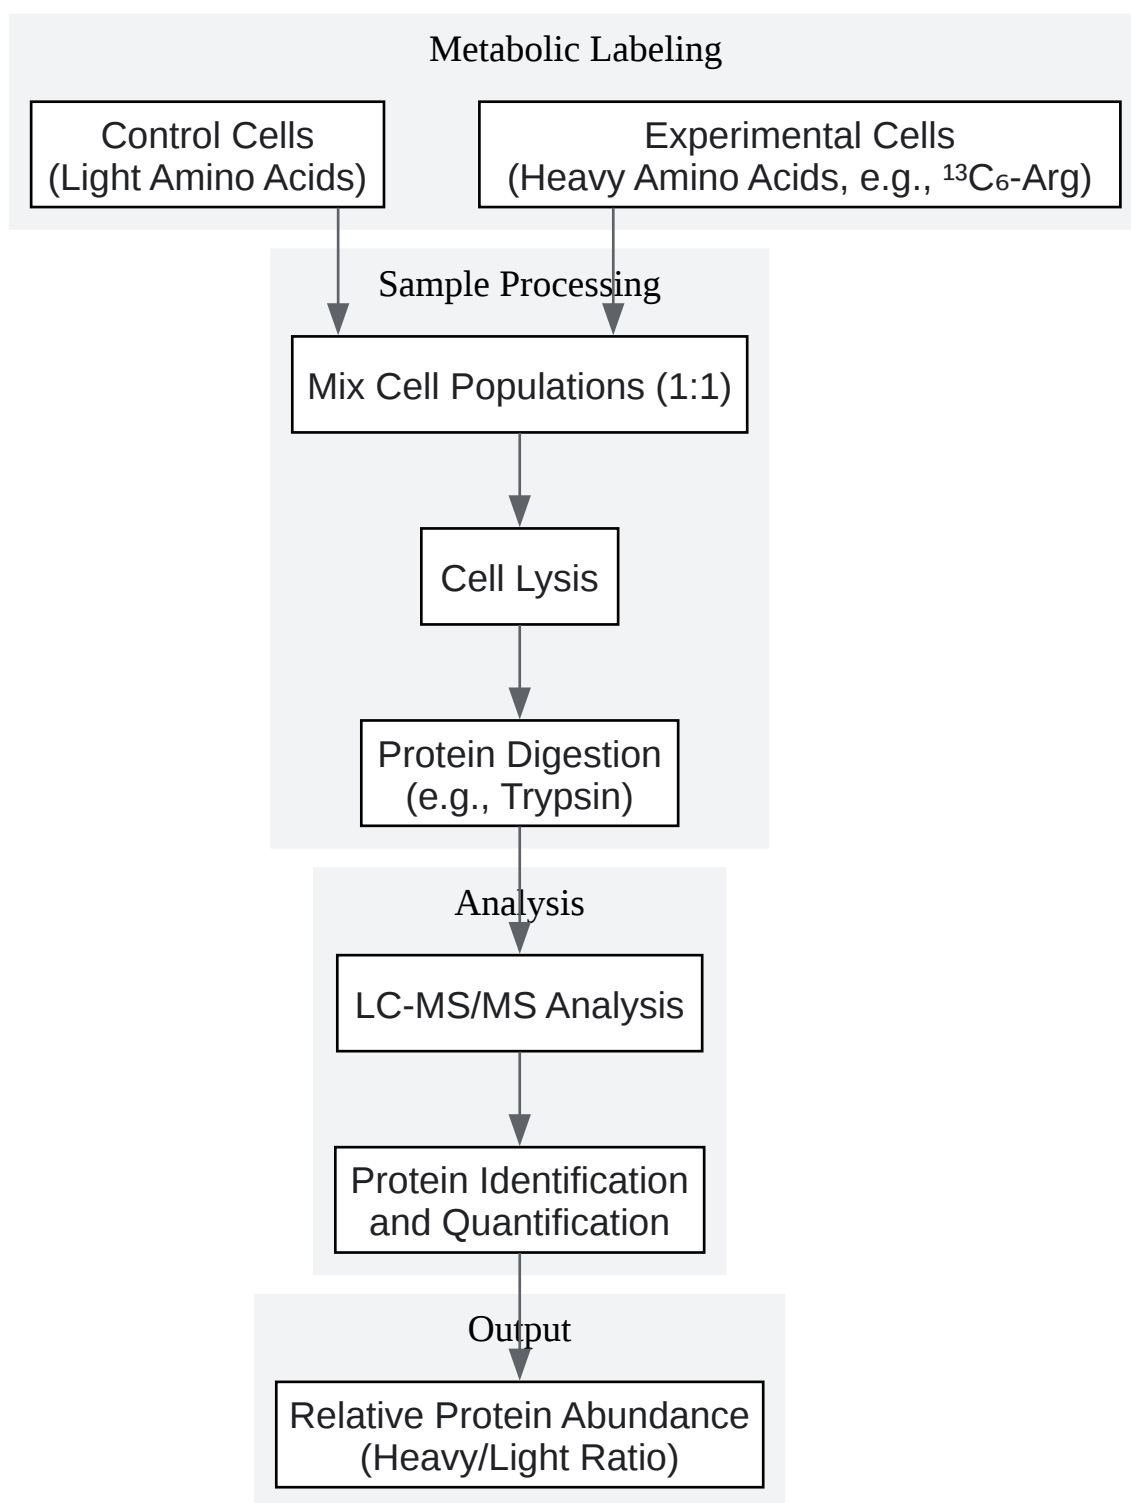 Metabolic Labeling
Control Cells
(Light Amino Acids)
Experimental Cells
(Heavy Amino Acids, e.g., ¹³C₆-Arg)
Sample Processing
Mix Cell Populations (1:1)
Cell Lysis
Protein Digestion
(e.g., Trypsin)
Analysis
LC-MS/MS Analysis
Protein Identification
and Quantification
Output
Relative Protein Abundance
(Heavy/Light Ratio)